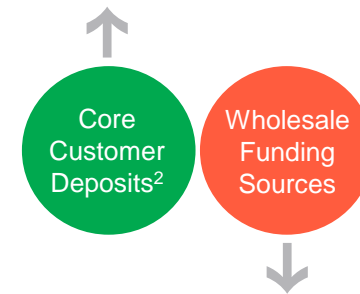 Core
Customer
Deposits²
Wholesale
Funding
Sources